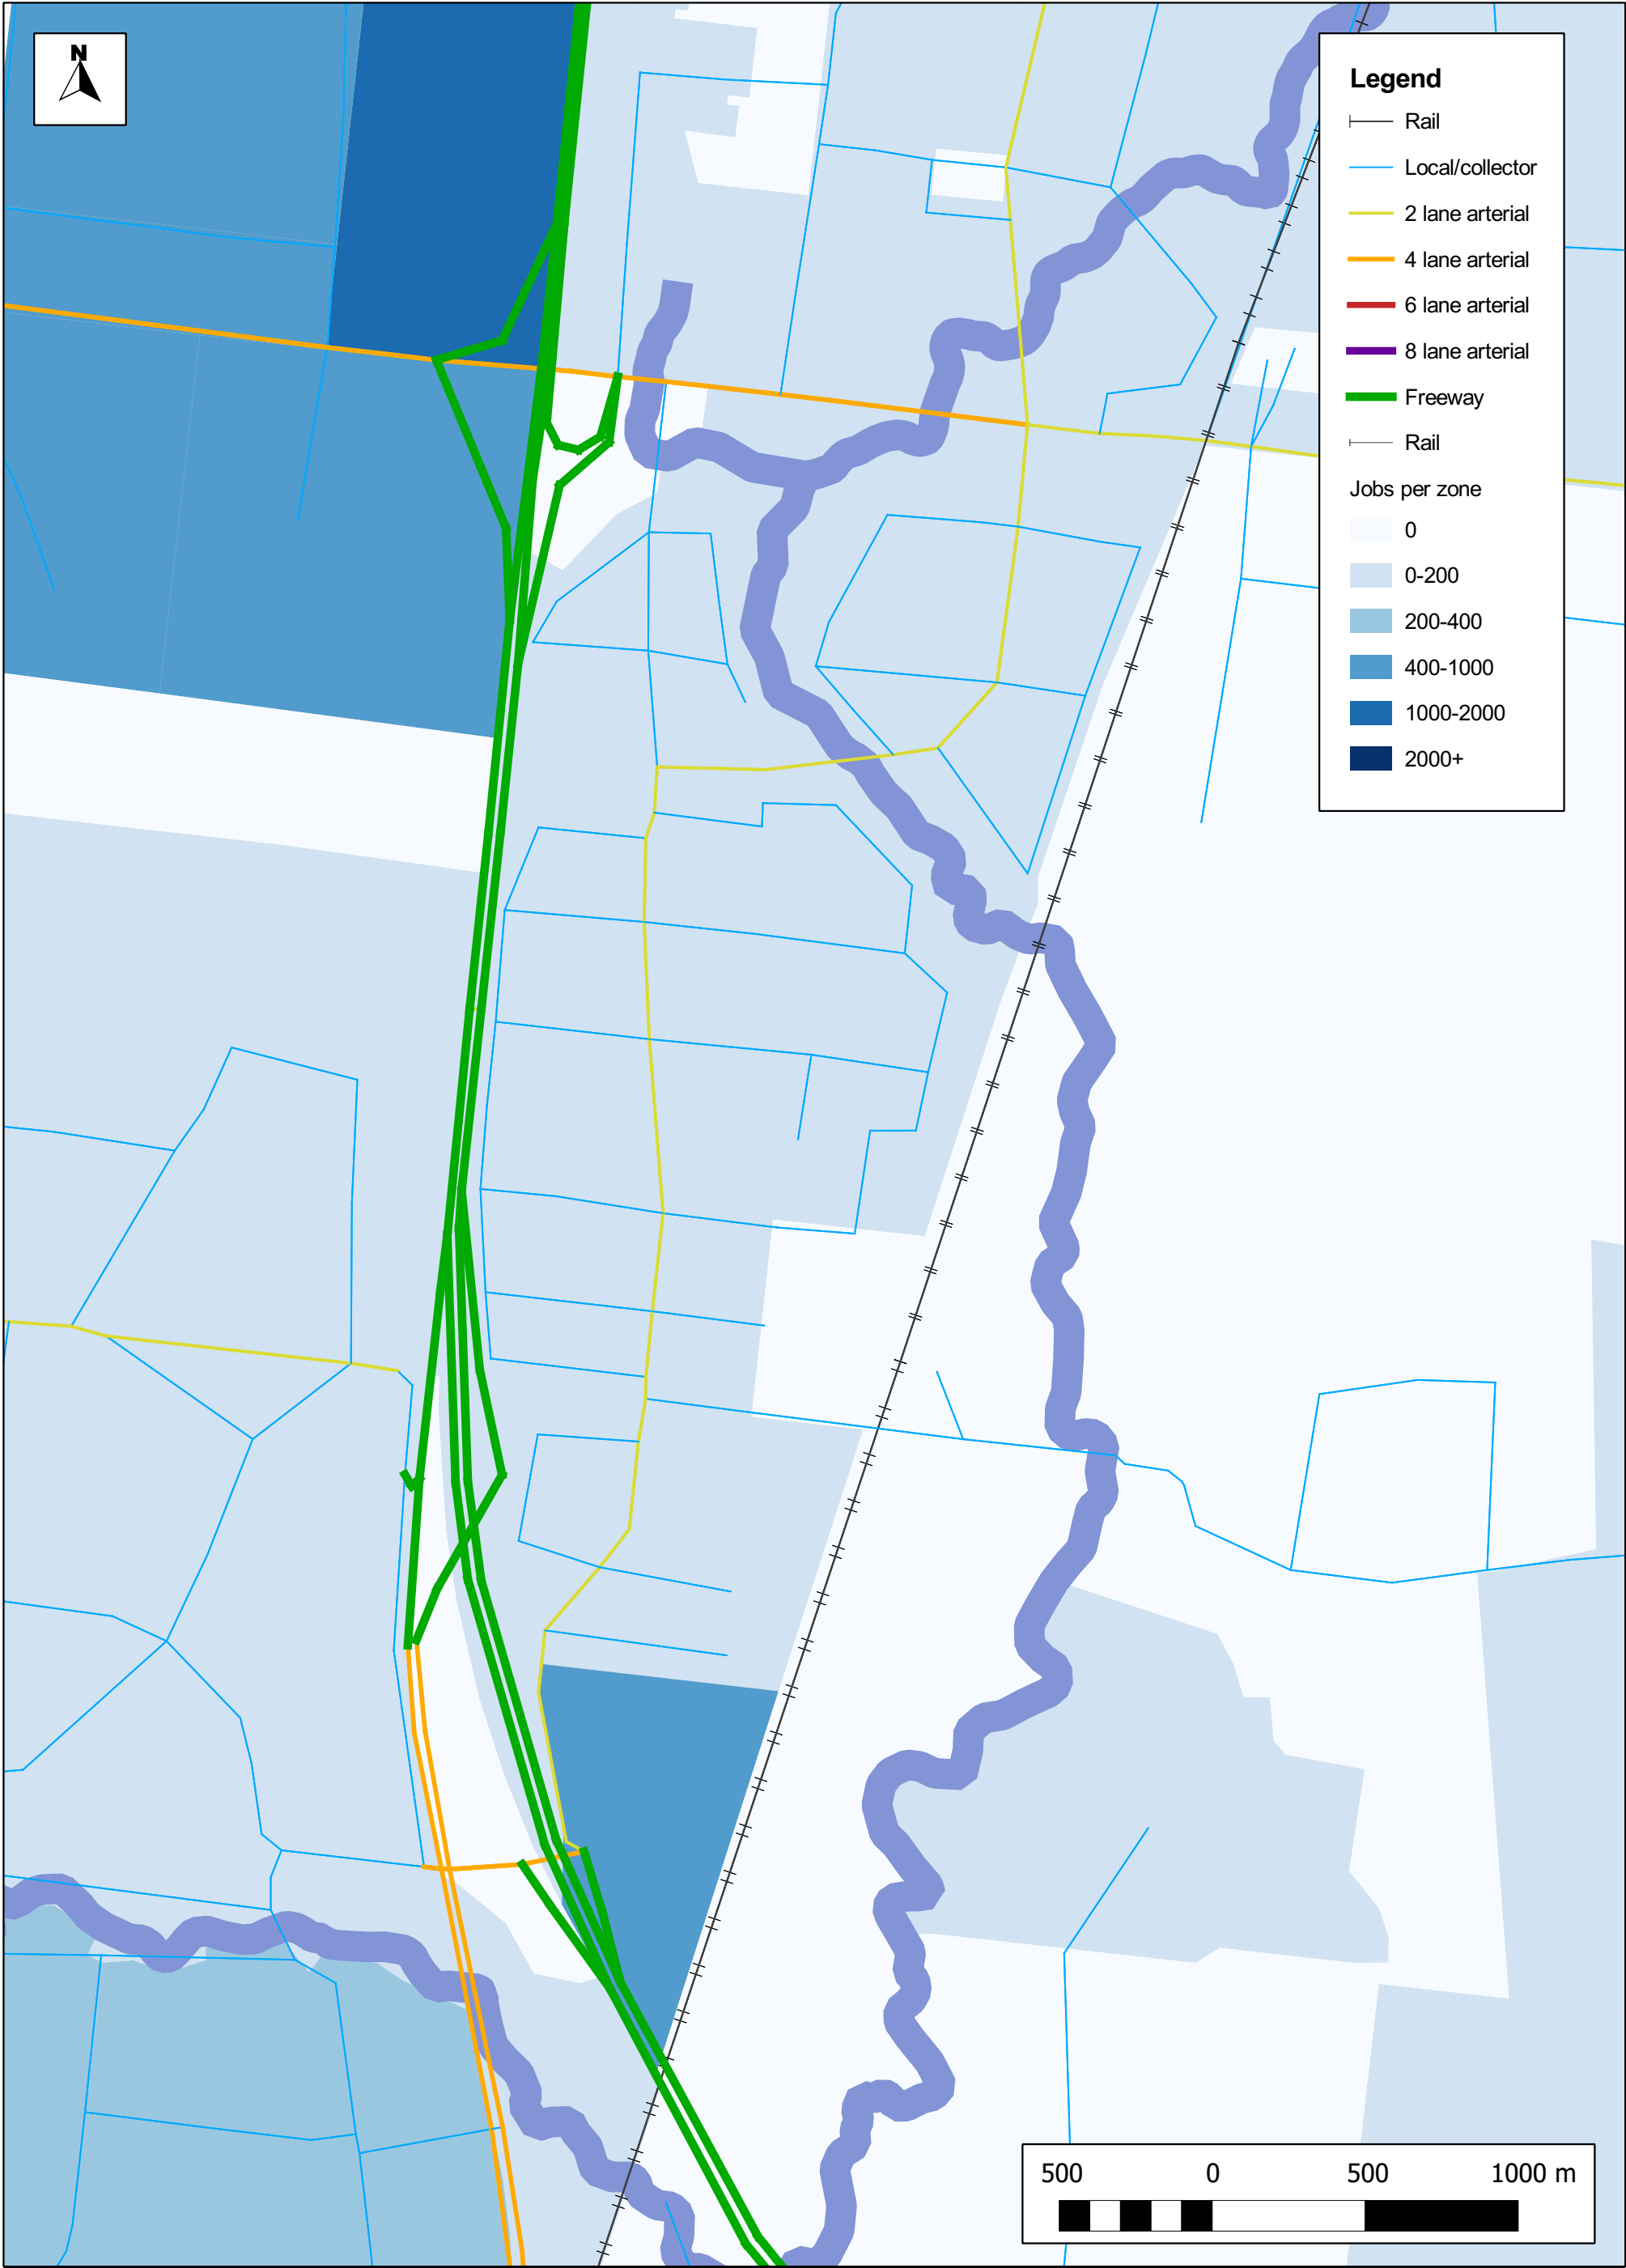 N
Legend
Rail
Local/collector
2 lane arterial
4 lane arterial
6 lane arterial
8 lane arterial
Freeway
Rail
Jobs per zone
0
0-200
200-400
400-1000
1000-2000
2000+
500 0 500 1000 m